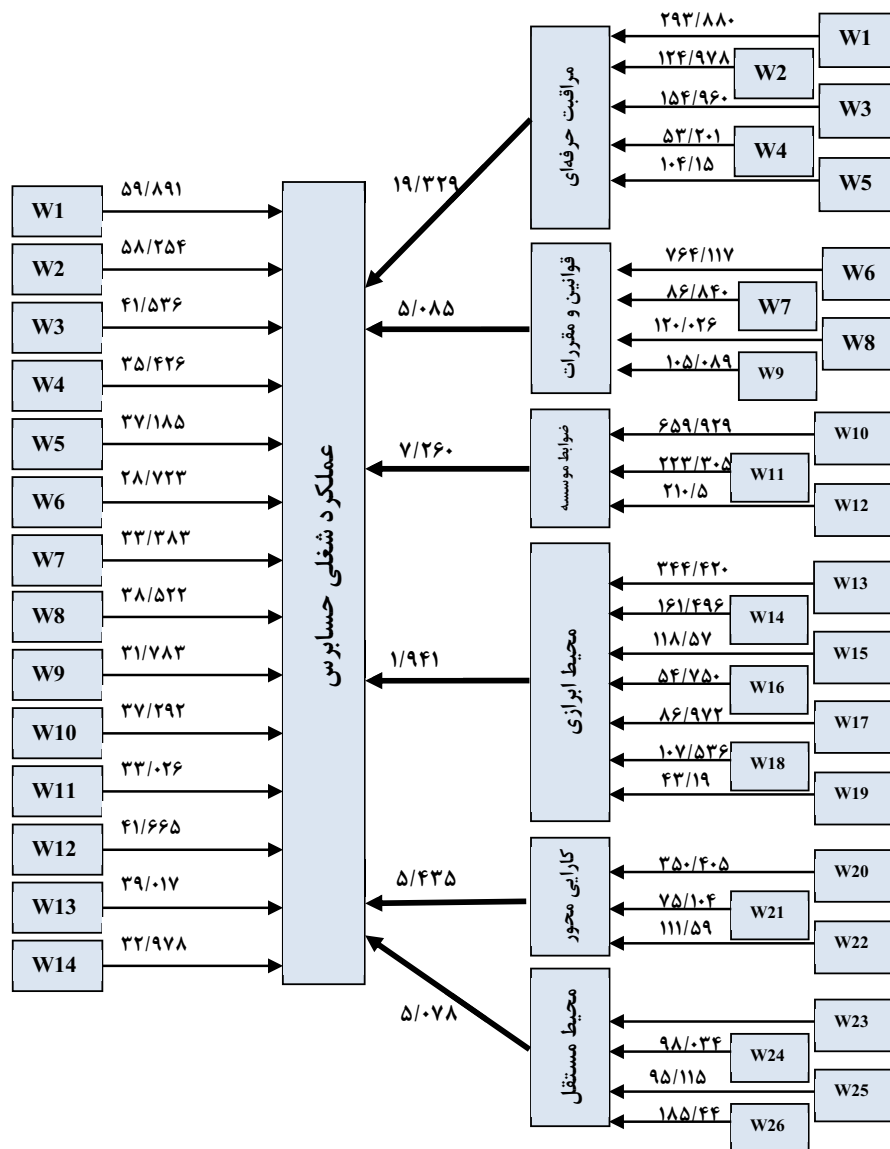 ۲۹۳/۸۸۰ W1
۱۲۴/۹۷۸ W2
۱۵۴/۹۶۰ W3
۵۳/۲۰۱ W4
۱۰۴/۱۵ W5
مراقبت حرفه‌ای
۱۹/۳۲۹
۷۶۴/۱۱۷ W6
۸۶/۸۴۰ W7
۱۲۰/۰۲۶ W8
۱۰۵/۰۸۹ W9
قوانین و مقررات
۵/۰۸۵
۶۵۹/۹۲۹ W10
۲۲۳/۳۰۵ W11
۲۱۰/۵ W12
ضوابط موسسه
۷/۲۶۰
۳۴۴/۴۲۰ W13
۱۶۱/۴۹۶ W14
۱۱۸/۵۷ W15
۵۴/۷۵۰ W16
۸۶/۹۷۲ W17
۱۰۷/۵۳۶ W18
۴۳/۱۹ W19
محیط ابرازی
۱/۹۴۱
۳۵۰/۴۰۵ W20
۷۵/۱۰۴ W21
۱۱۱/۵۹ W22
کارایی محور
۵/۴۳۵
W23
۹۸/۰۳۴ W24
۹۵/۱۱۵ W25
۱۸۵/۴۴ W26
محیط مستقل
۵/۰۷۸
عملکرد شغلی حسابرس
W1 ۵۹/۸۹۱
W2 ۵۸/۲۵۴
W3 ۴۱/۵۳۶
W4 ۳۵/۴۲۶
W5 ۳۷/۱۸۵
W6 ۲۸/۷۲۳
W7 ۳۳/۳۸۳
W8 ۳۸/۵۲۲
W9 ۳۱/۷۸۳
W10 ۳۷/۲۹۲
W11 ۳۳/۰۲۶
W12 ۴۱/۶۶۵
W13 ۳۹/۰۱۷
W14 ۳۲/۹۷۸